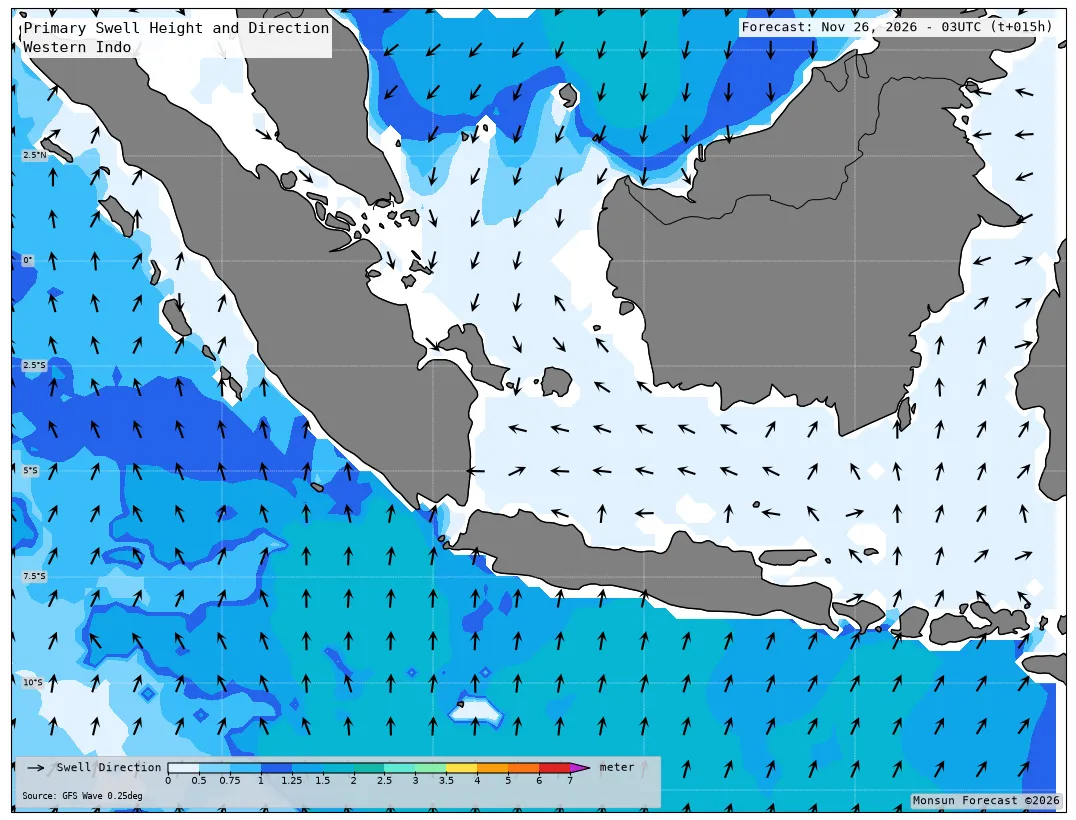 Primary Swell Height and Direction
Western Indo
Forecast: Nov 26, 2026 - 03UTC (t+015h)
2.5°N
0°
2.5°S
5°S
7.5°S
10°S
Swell Direction
0 0.5 0.75 1 1.25 1.5 2 2.5 3 3.5 4 5 6 7
meter
Source: GFS Wave 0.25deg
Monsun Forecast ©2026